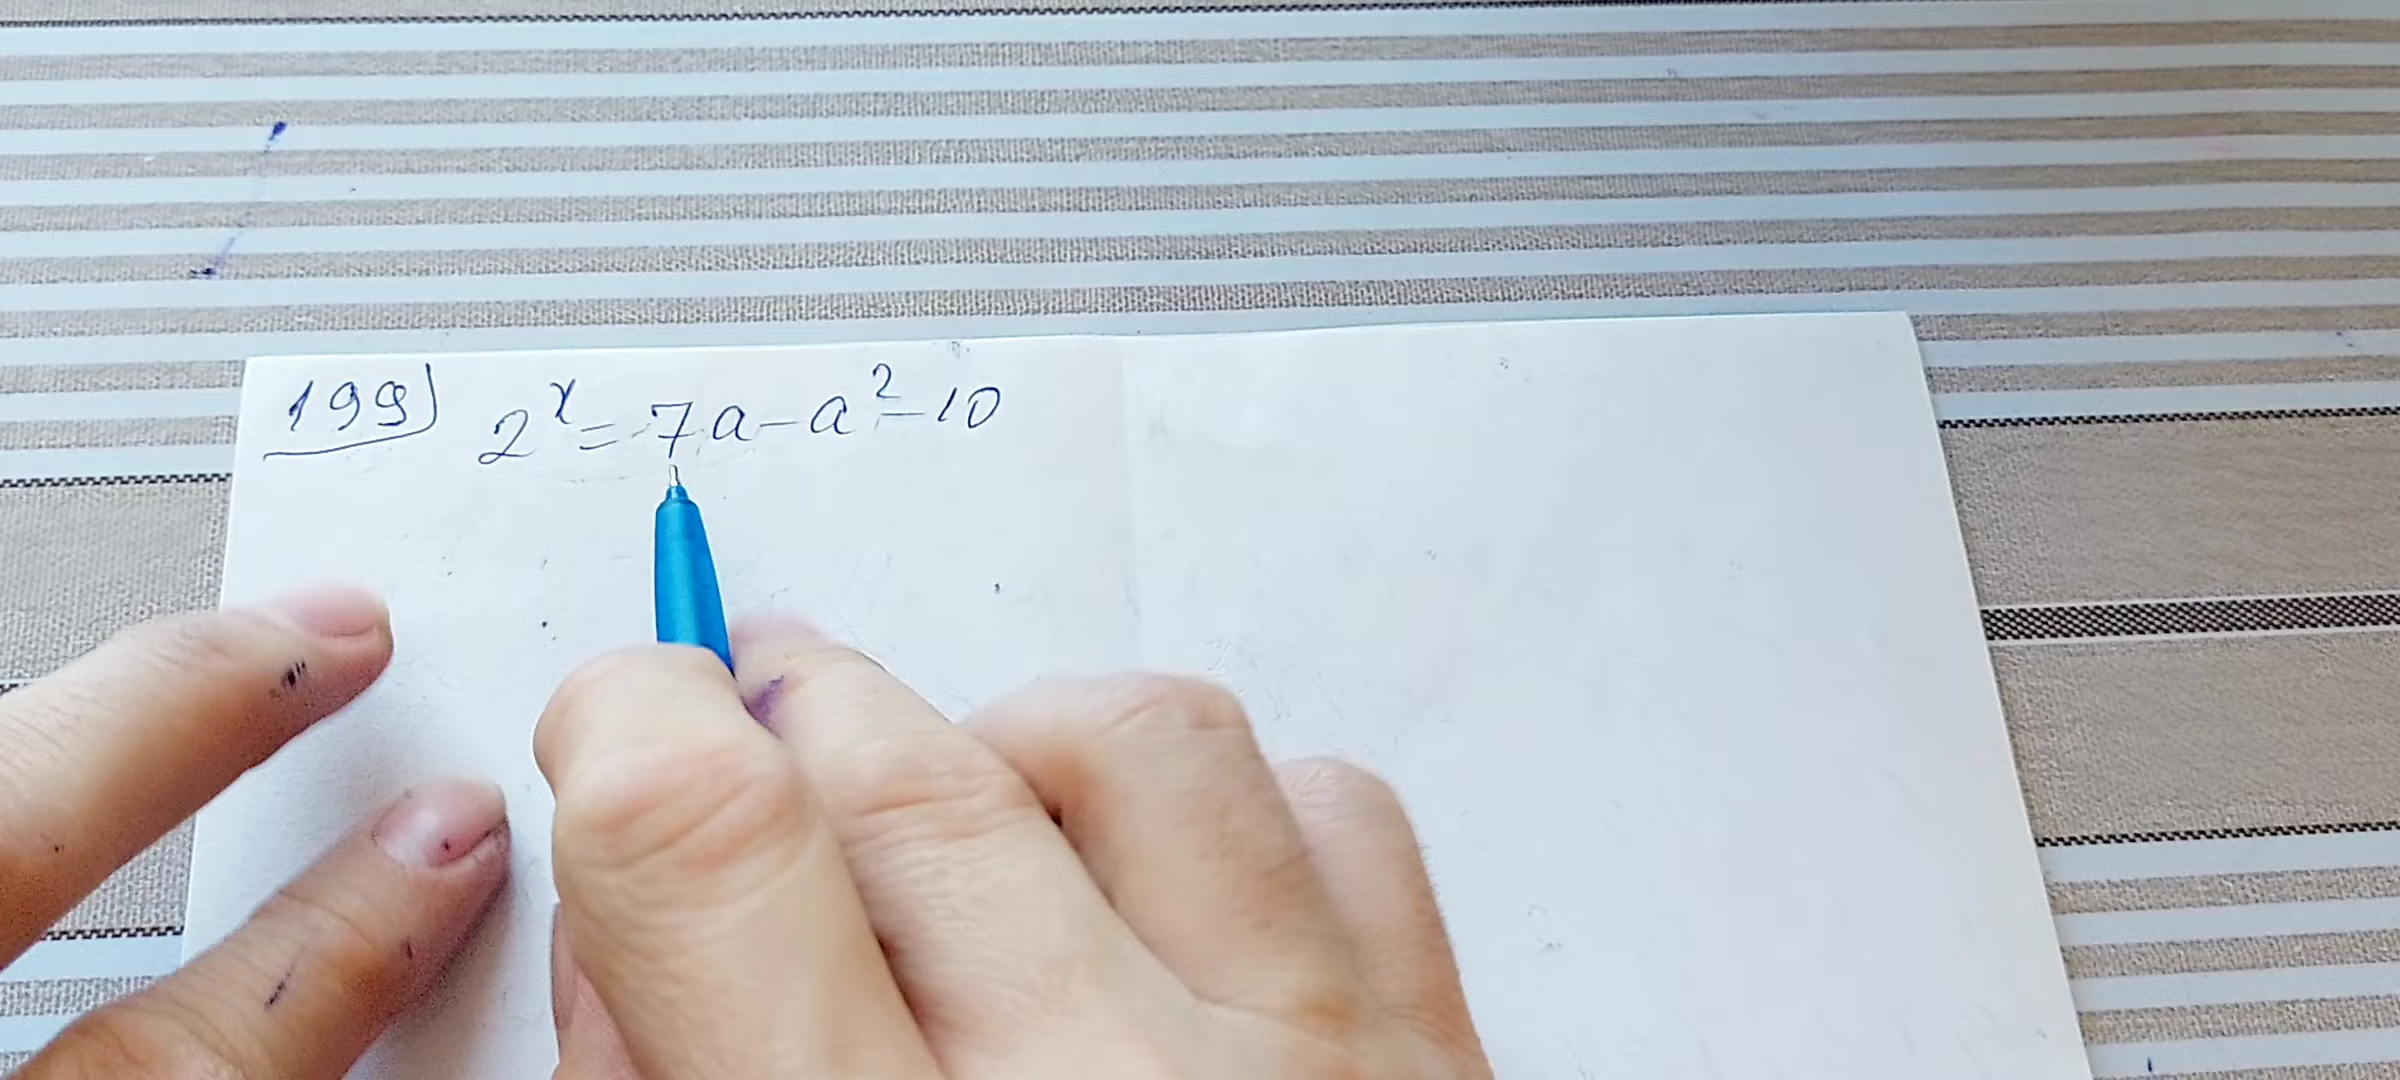 199) 2^x = 7a - a^2 - 10